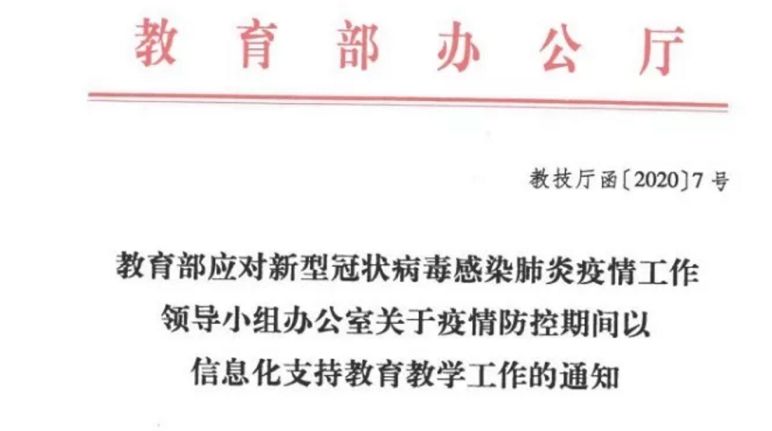 教育部办公厅
教技厅函〔2020〕7号
教育部应对新型冠状病毒感染肺炎疫情工作
领导小组办公室关于疫情防控期间以
信息化支持教育教学工作的通知